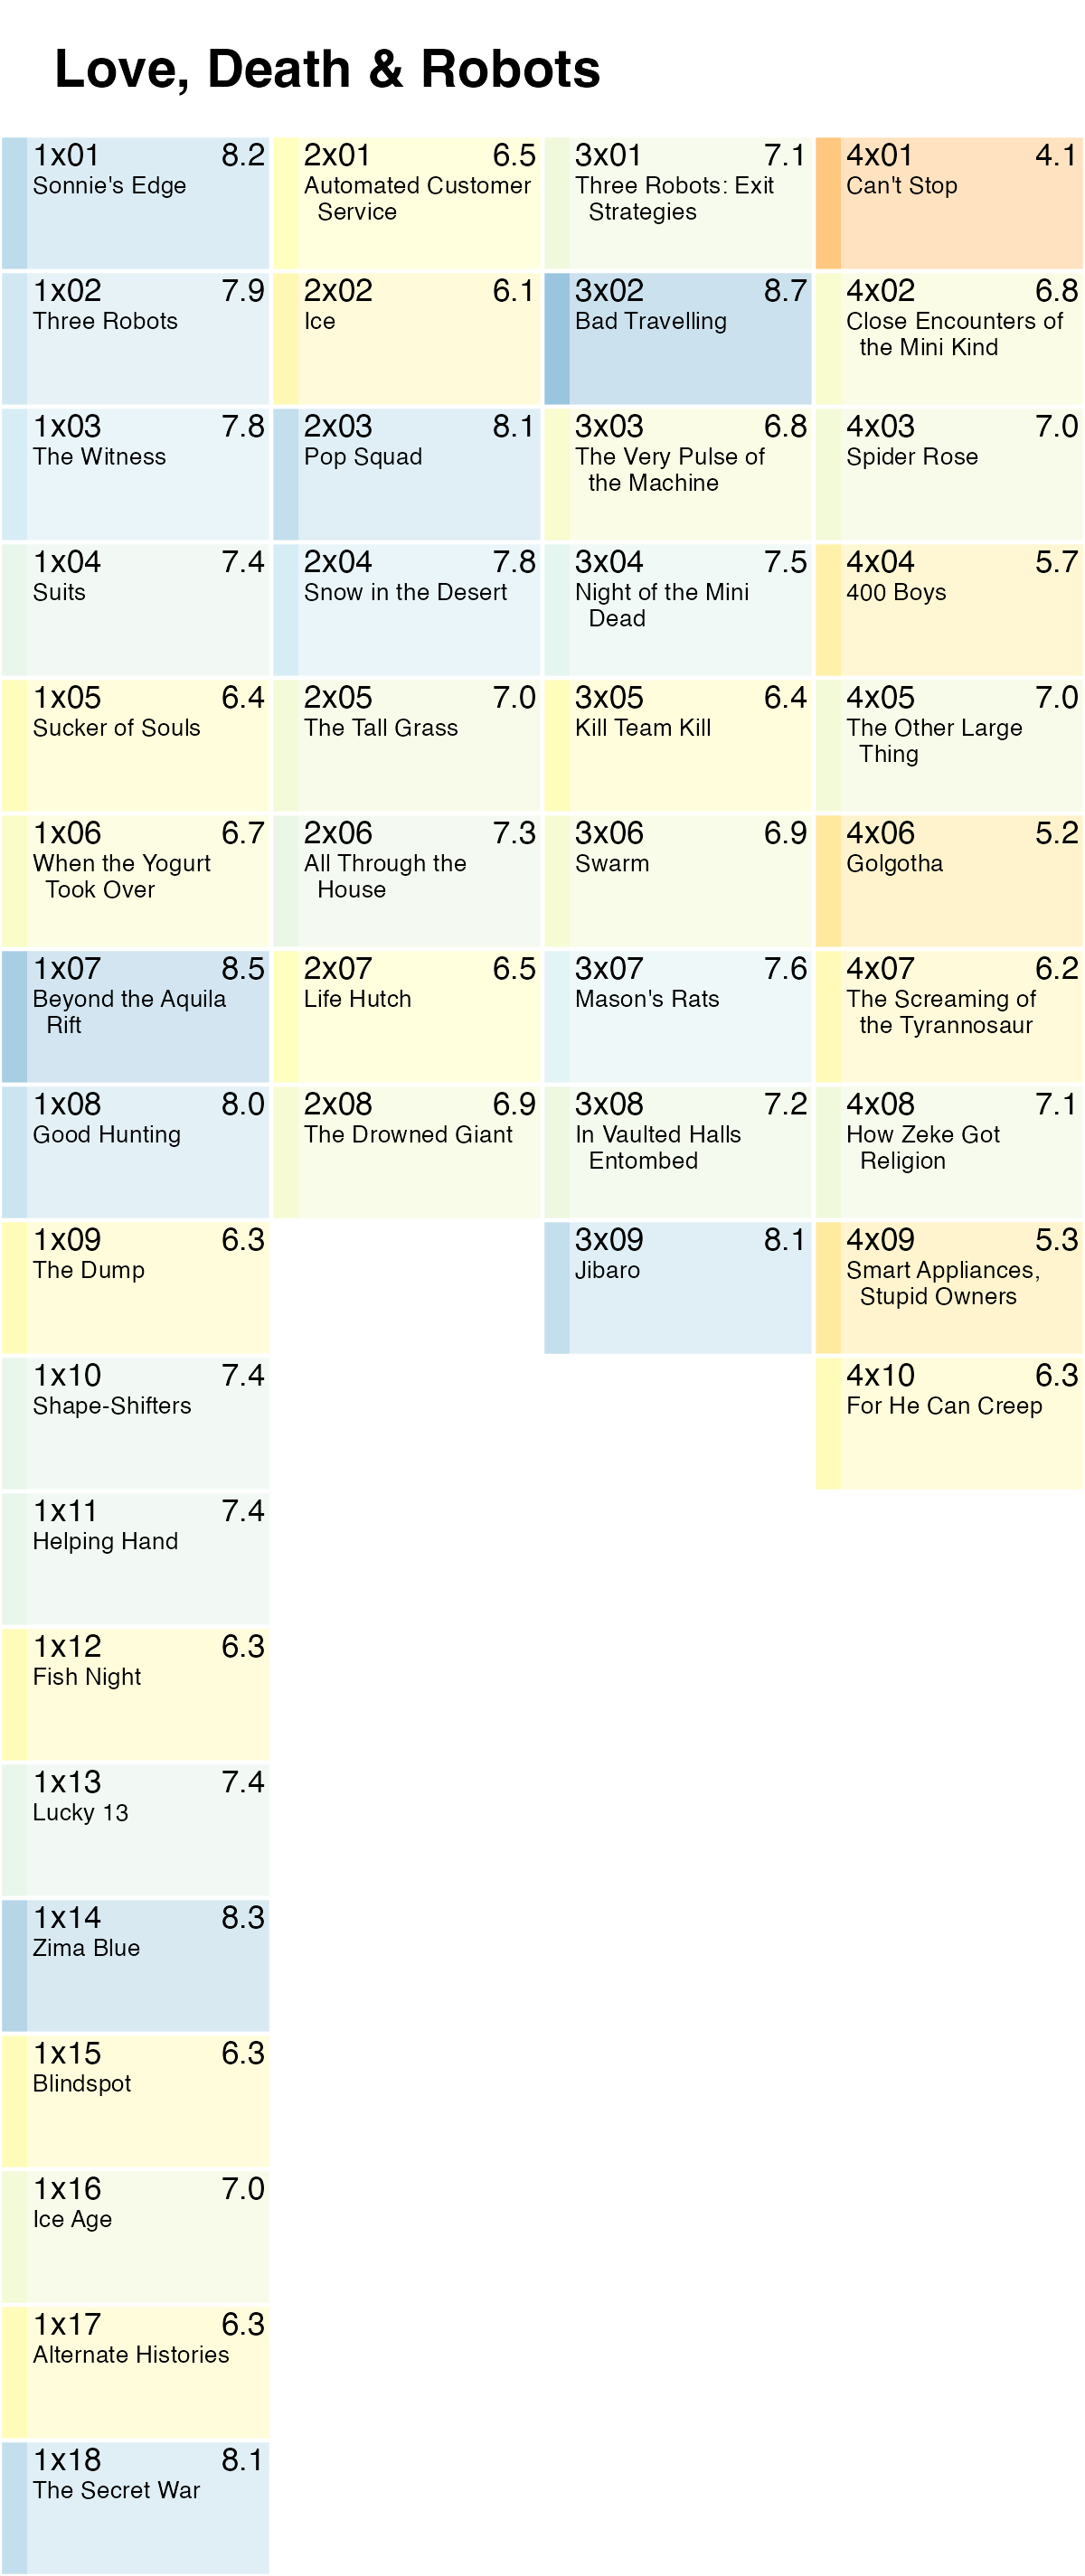 Love, Death & Robots
1x01 8.2
Sonnie's Edge
1x02 7.9
Three Robots
1x03 7.8
The Witness
1x04 7.4
Suits
1x05 6.4
Sucker of Souls
1x06 6.7
When the Yogurt
Took Over
1x07 8.5
Beyond the Aquila
Rift
1x08 8.0
Good Hunting
1x09 6.3
The Dump
1x10 7.4
Shape-Shifters
1x11 7.4
Helping Hand
1x12 6.3
Fish Night
1x13 7.4
Lucky 13
1x14 8.3
Zima Blue
1x15 6.3
Blindspot
1x16 7.0
Ice Age
1x17 6.3
Alternate Histories
1x18 8.1
The Secret War
2x01 6.5
Automated Customer
Service
2x02 6.1
Ice
2x03 8.1
Pop Squad
2x04 7.8
Snow in the Desert
2x05 7.0
The Tall Grass
2x06 7.3
All Through the
House
2x07 6.5
Life Hutch
2x08 6.9
The Drowned Giant
3x01 7.1
Three Robots: Exit
Strategies
3x02 8.7
Bad Travelling
3x03 6.8
The Very Pulse of
the Machine
3x04 7.5
Night of the Mini
Dead
3x05 6.4
Kill Team Kill
3x06 6.9
Swarm
3x07 7.6
Mason's Rats
3x08 7.2
In Vaulted Halls
Entombed
3x09 8.1
Jibaro
4x01 4.1
Can't Stop
4x02 6.8
Close Encounters of
the Mini Kind
4x03 7.0
Spider Rose
4x04 5.7
400 Boys
4x05 7.0
The Other Large
Thing
4x06 5.2
Golgotha
4x07 6.2
The Screaming of
the Tyrannosaur
4x08 7.1
How Zeke Got
Religion
4x09 5.3
Smart Appliances,
Stupid Owners
4x10 6.3
For He Can Creep